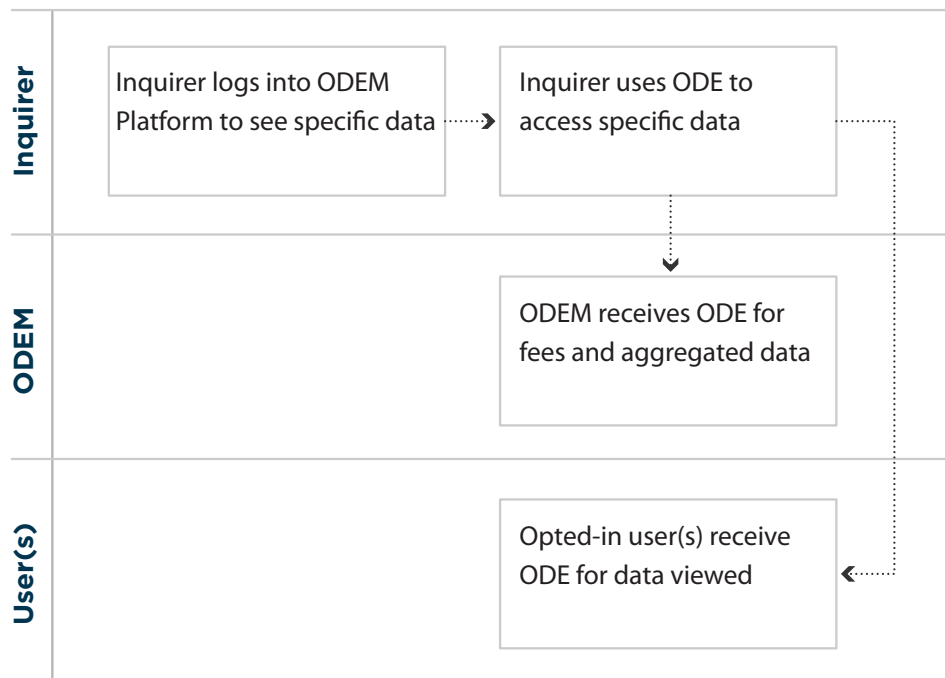 Inquirer
Inquirer logs into ODEM
Platform to see specific data
Inquirer uses ODE to
access specific data
ODEM
ODEM receives ODE for
fees and aggregated data
User(s)
Opted-in user(s) receive
ODE for data viewed